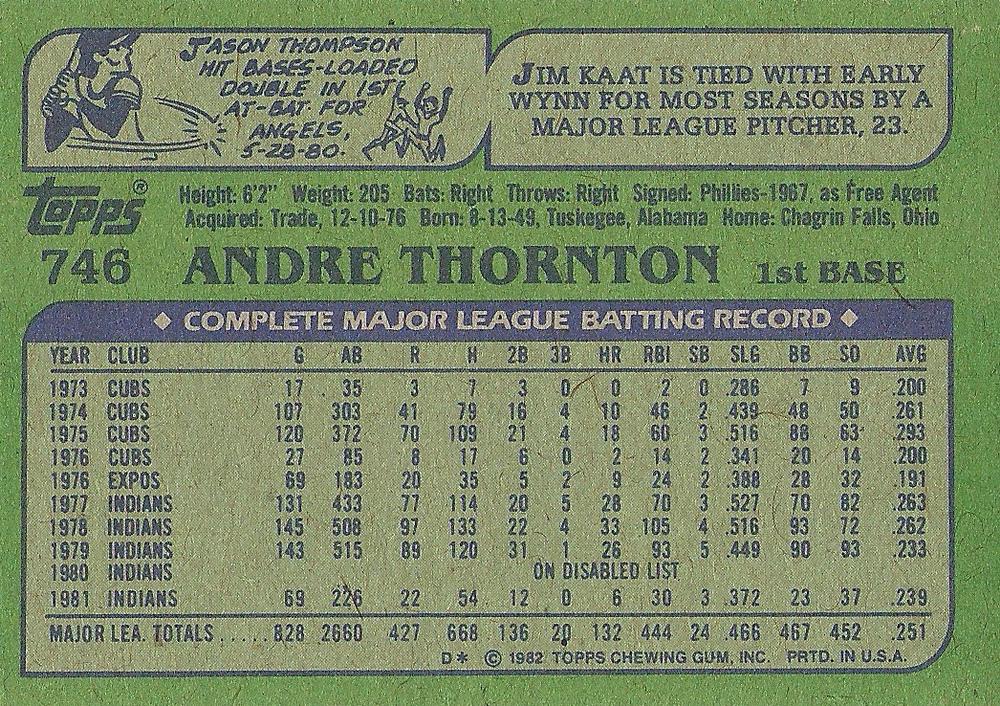 JASON THOMPSON
HIT BASES-LOADED
DOUBLE IN 1ST
AT-BAT FOR
ANGELS,
5-28-80.
JIM KAAT IS TIED WITH EARLY
WYNN FOR MOST SEASONS BY A
MAJOR LEAGUE PITCHER, 23.
Topps®
Height: 6'2" Weight: 205 Bats: Right Throws: Right Signed: Phillies-1967, as Free Agent
Acquired: Trade, 12-10-76 Born: 8-13-49, Tuskegee, Alabama Home: Chagrin Falls, Ohio
746 ANDRE THORNTON 1st BASE
◆ COMPLETE MAJOR LEAGUE BATTING RECORD ◆
YEAR CLUB G AB R H 2B 3B HR RBI SB SLG BB SO AVG
1973 CUBS 17 35 3 7 3 0 0 2 0 .286 7 9 .200
1974 CUBS 107 303 41 79 16 4 10 46 2 .439 48 50 .261
1975 CUBS 120 372 70 109 21 4 18 60 3 .516 88 63 .293
1976 CUBS 27 85 8 17 6 0 2 14 2 .341 20 14 .200
1976 EXPOS 69 183 20 35 5 2 9 24 2 .388 28 32 .191
1977 INDIANS 131 433 77 114 20 5 28 70 3 .527 70 82 .263
1978 INDIANS 145 508 97 133 22 4 33 105 4 .516 93 72 .262
1979 INDIANS 143 515 89 120 31 1 26 93 5 .449 90 93 .233
1980 INDIANS ON DISABLED LIST
1981 INDIANS 69 226 22 54 12 0 6 30 3 .372 23 37 .239
MAJOR LEA. TOTALS ..... 828 2660 427 668 136 20 132 444 24 .466 467 452 .251
D* © 1982 TOPPS CHEWING GUM, INC. PRTD. IN U.S.A.